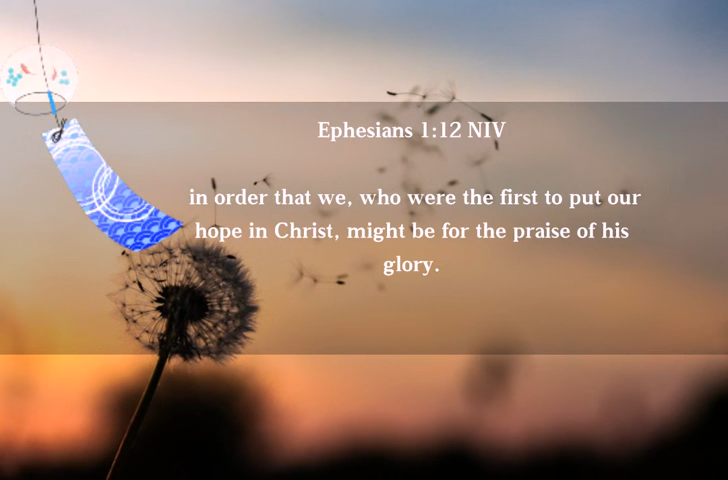 Ephesians 1:12 NIV
in order that we, who were the first to put our
hope in Christ, might be for the praise of his
glory.